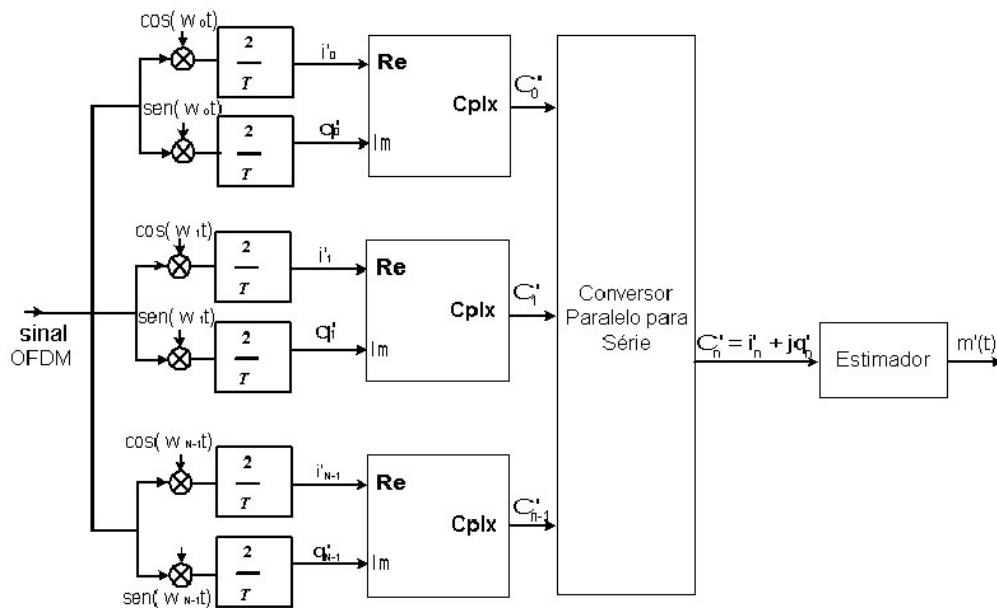 cos(w₀t)
2
T
i'₀
Re
sen(w₀t)
2
T
q'₀
Im
Cplx
C'₀
cos(w₁t)
2
T
i'₁
Re
sen(w₁t)
2
T
q'₁
Im
Cplx
C'₁
sinal
OFDM
cos(w N-1t)
2
T
i'N-1
Re
sen(w N-1t)
2
T
q'N-1
Im
Cplx
C'n-1
Conversor
Paralelo para
Série
C'n = i'n + jq'n
Estimador
m'(t)